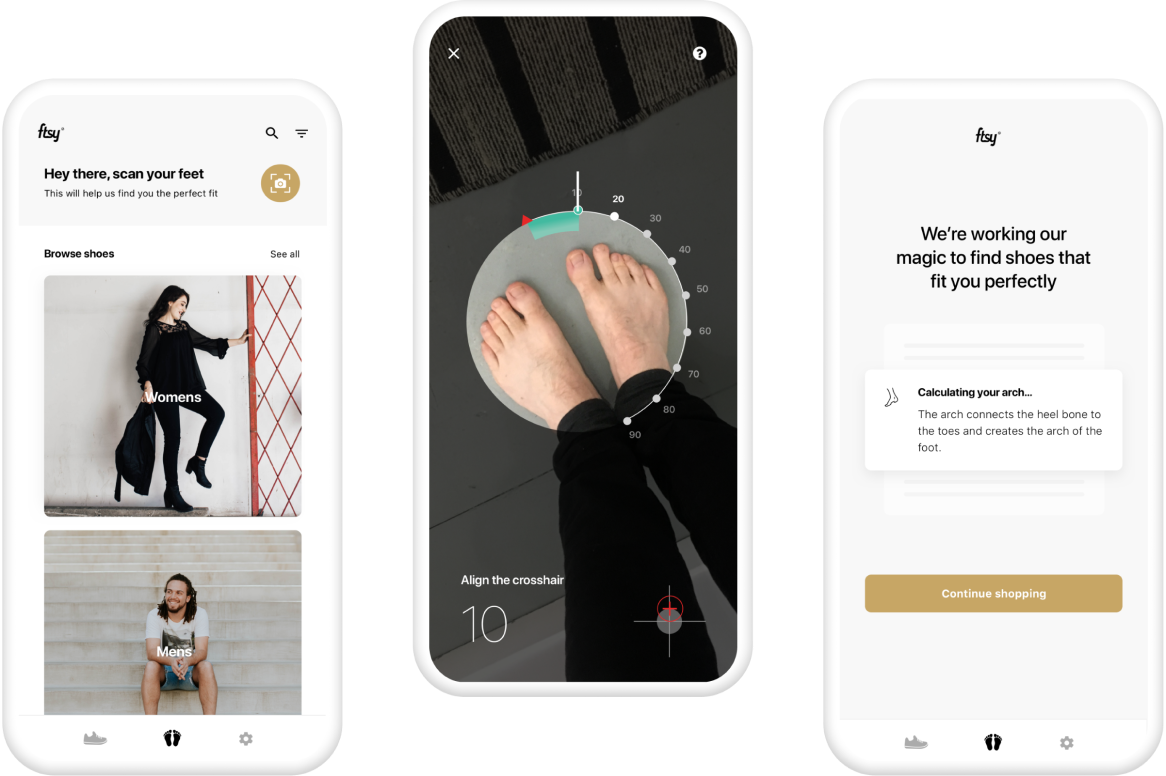 ftsy
Hey there, scan your feet
This will help us find you the perfect fit
Browse shoes
See all
Womens
Mens
?
10
20
30
40
50
60
70
80
90
Align the crosshair
10
ftsy
We're working our
magic to find shoes that
fit you perfectly
Calculating your arch...
The arch connects the heel bone to
the toes and creates the arch of the
foot.
Continue shopping